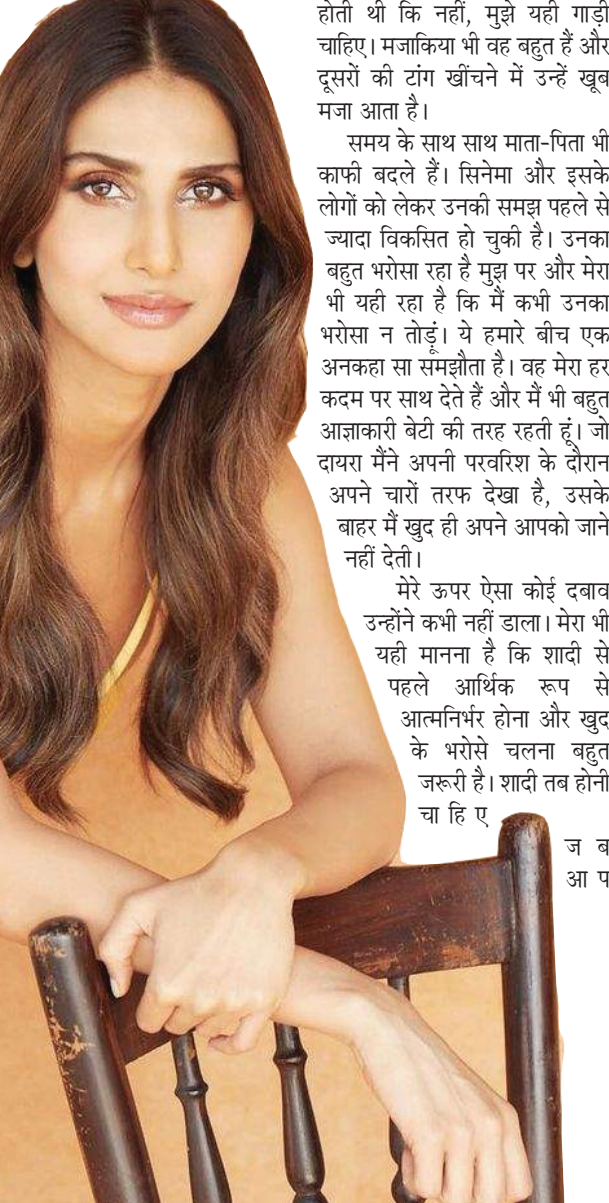 होती थी कि नहीं, मुझे यही गाड़ी
चाहिए। मजाकिया भी वह बहुत हैं और
दूसरों की टांग खींचने में उन्हें खूब
मजा आता है।
समय के साथ साथ माता-पिता भी
काफी बदले हैं। सिनेमा और इसके
लोगों को लेकर उनकी समझ पहले से
ज्यादा विकसित हो चुकी है। उनका
बहुत भरोसा रहा है मुझ पर और मेरा
भी यही रहा है कि मैं कभी उनका
भरोसा न तोड़ूं। ये हमारे बीच एक
अनकहा सा समझौता है। वह मेरा हर
कदम पर साथ देते हैं और मैं भी बहुत
आज्ञाकारी बेटी की तरह रहती हूं। जो
दायरा मैंने अपनी परवरिश के दौरान
अपने चारों तरफ देखा है, उसके
बाहर मैं खुद ही अपने आपको जाने
नहीं देती।
मेरे ऊपर ऐसा कोई दबाव
उन्होंने कभी नहीं डाला। मेरा भी
यही मानना है कि शादी से
पहले आर्थिक रूप से
आत्मनिर्भर होना और खुद
के भरोसे चलना बहुत
जरूरी है। शादी तब होनी
चा हि ए
ज ब
आ प